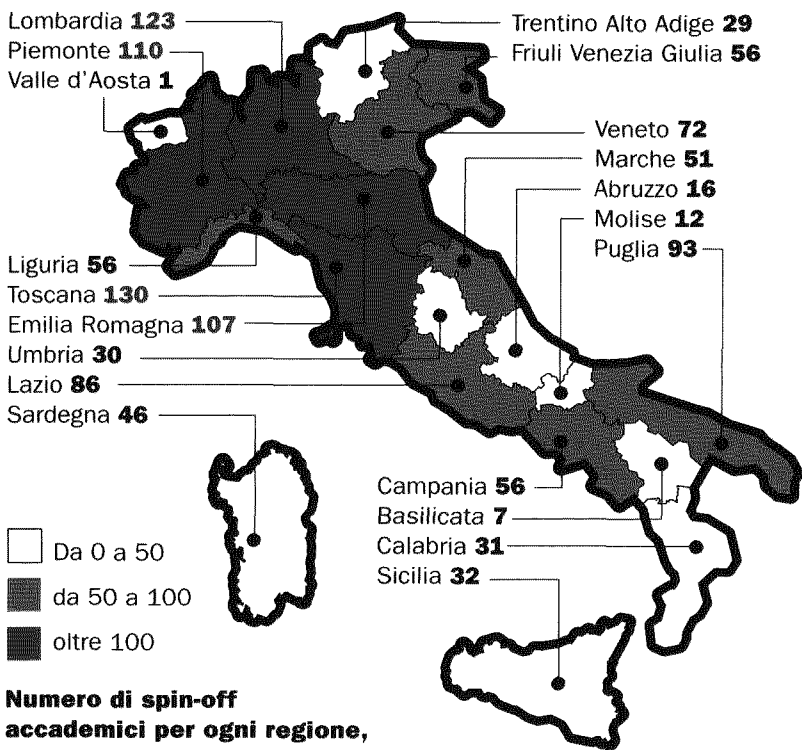 Lombardia 123
Piemonte 110
Valle d'Aosta 1
Trentino Alto Adige 29
Friuli Venezia Giulia 56
Veneto 72
Marche 51
Abruzzo 16
Molise 12
Puglia 93
Liguria 56
Toscana 130
Emilia Romagna 107
Umbria 30
Lazio 86
Sardegna 46
Campania 56
Basilicata 7
Calabria 31
Sicilia 32
Da 0 a 50
da 50 a 100
oltre 100
Numero di spin-off
accademici per ogni regione,